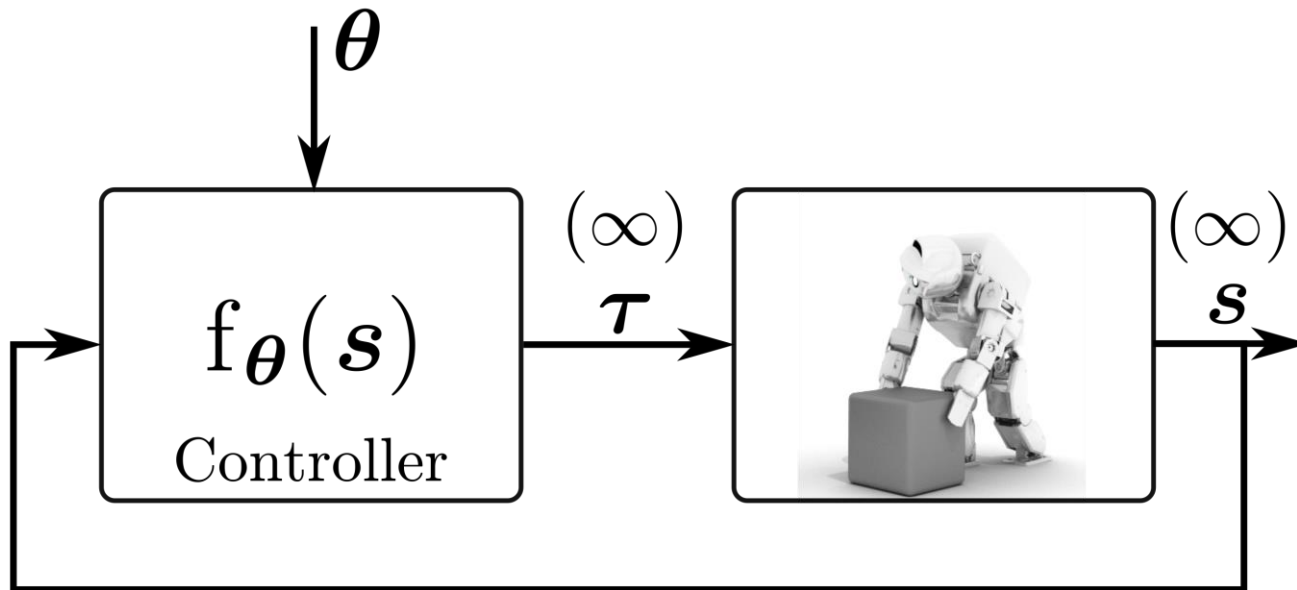 θ
(∞)
τ
(∞)
s
f_θ(s)
Controller